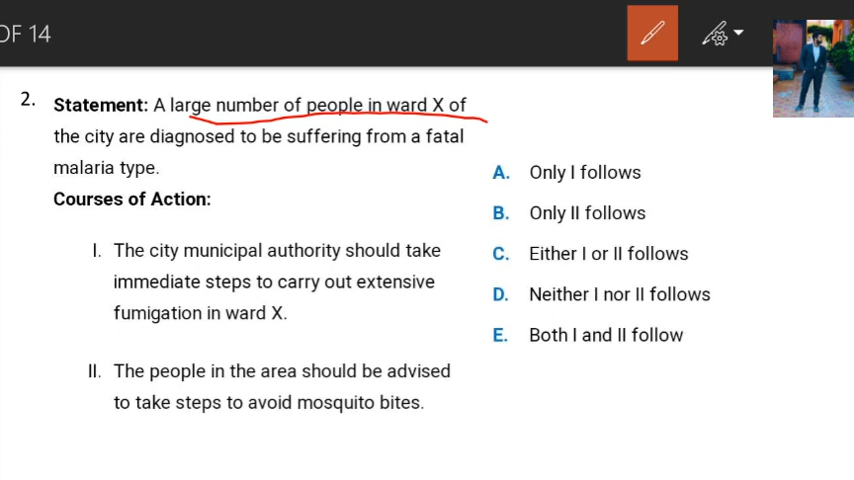 OF 14
2. Statement: A large number of people in ward X of
the city are diagnosed to be suffering from a fatal
malaria type.
Courses of Action:
I. The city municipal authority should take
immediate steps to carry out extensive
fumigation in ward X.
II. The people in the area should be advised
to take steps to avoid mosquito bites.
A. Only I follows
B. Only II follows
C. Either I or II follows
D. Neither I nor II follows
E. Both I and II follow